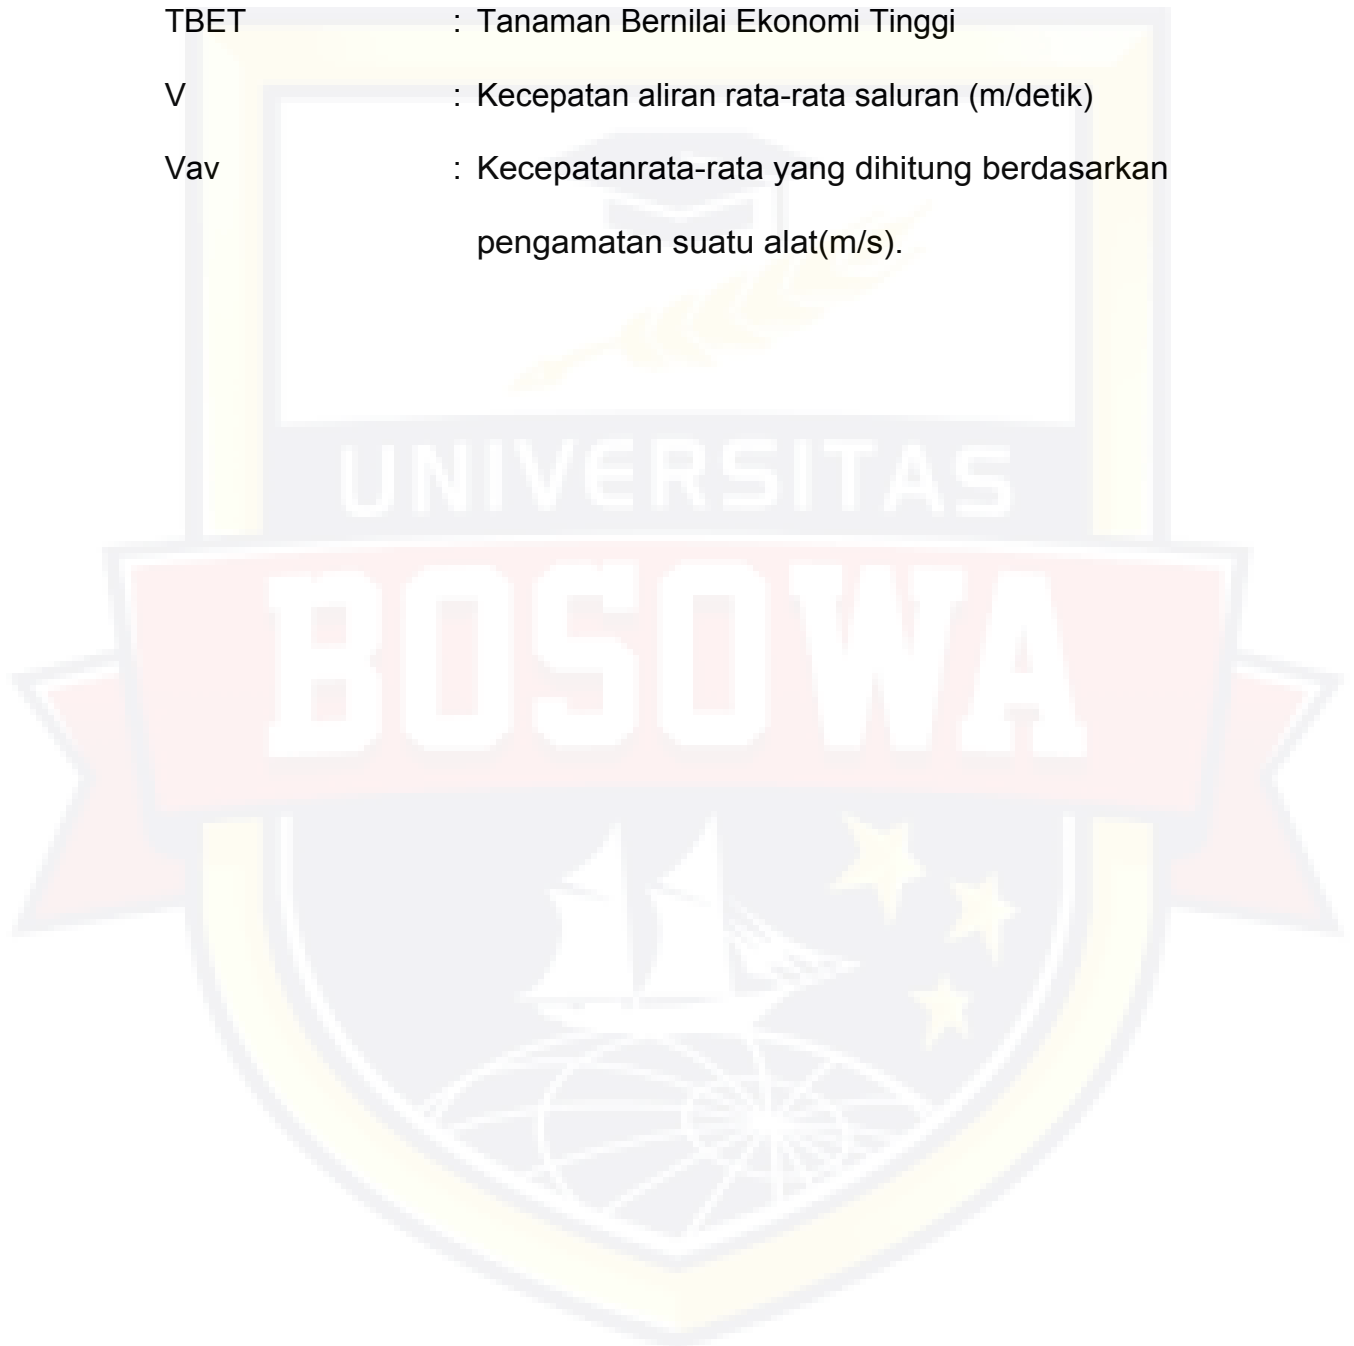 TBET : Tanaman Bernilai Ekonomi Tinggi
V : Kecepatan aliran rata-rata saluran (m/detik)
Vav : Kecepatanrata-rata yang dihitung berdasarkan
pengamatan suatu alat(m/s).
UNIVERSITAS
BOSOWA